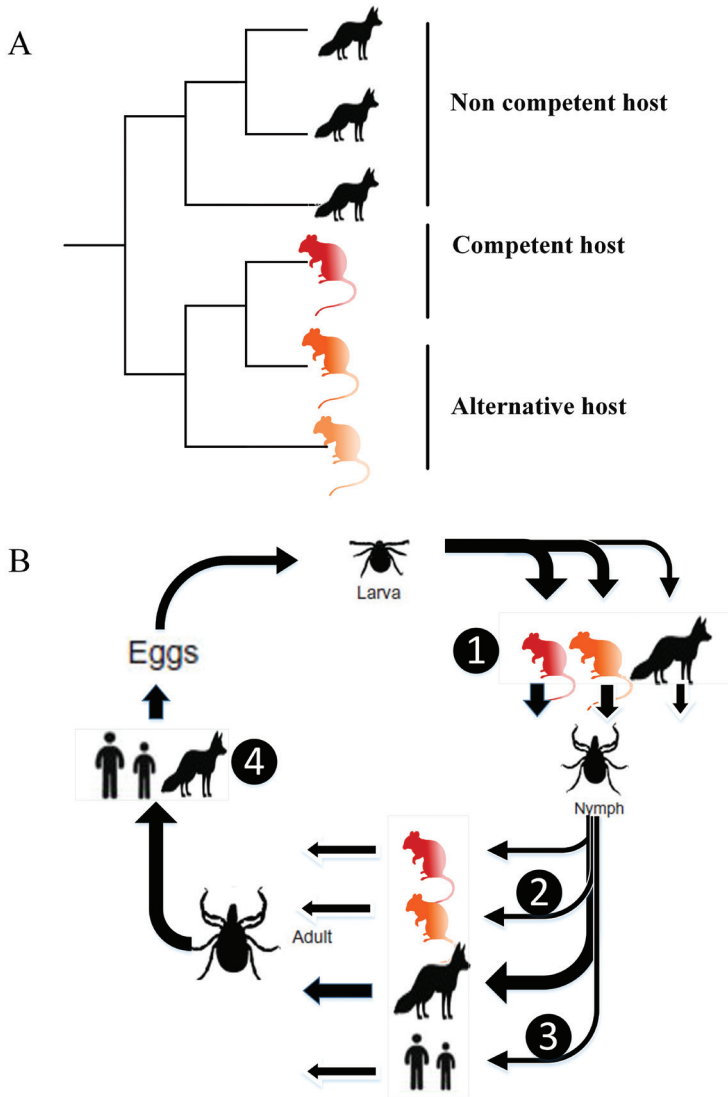 A
Non competent host
Competent host
Alternative host
B
Larva
1
Eggs
4
Nymph
2
Adult
3